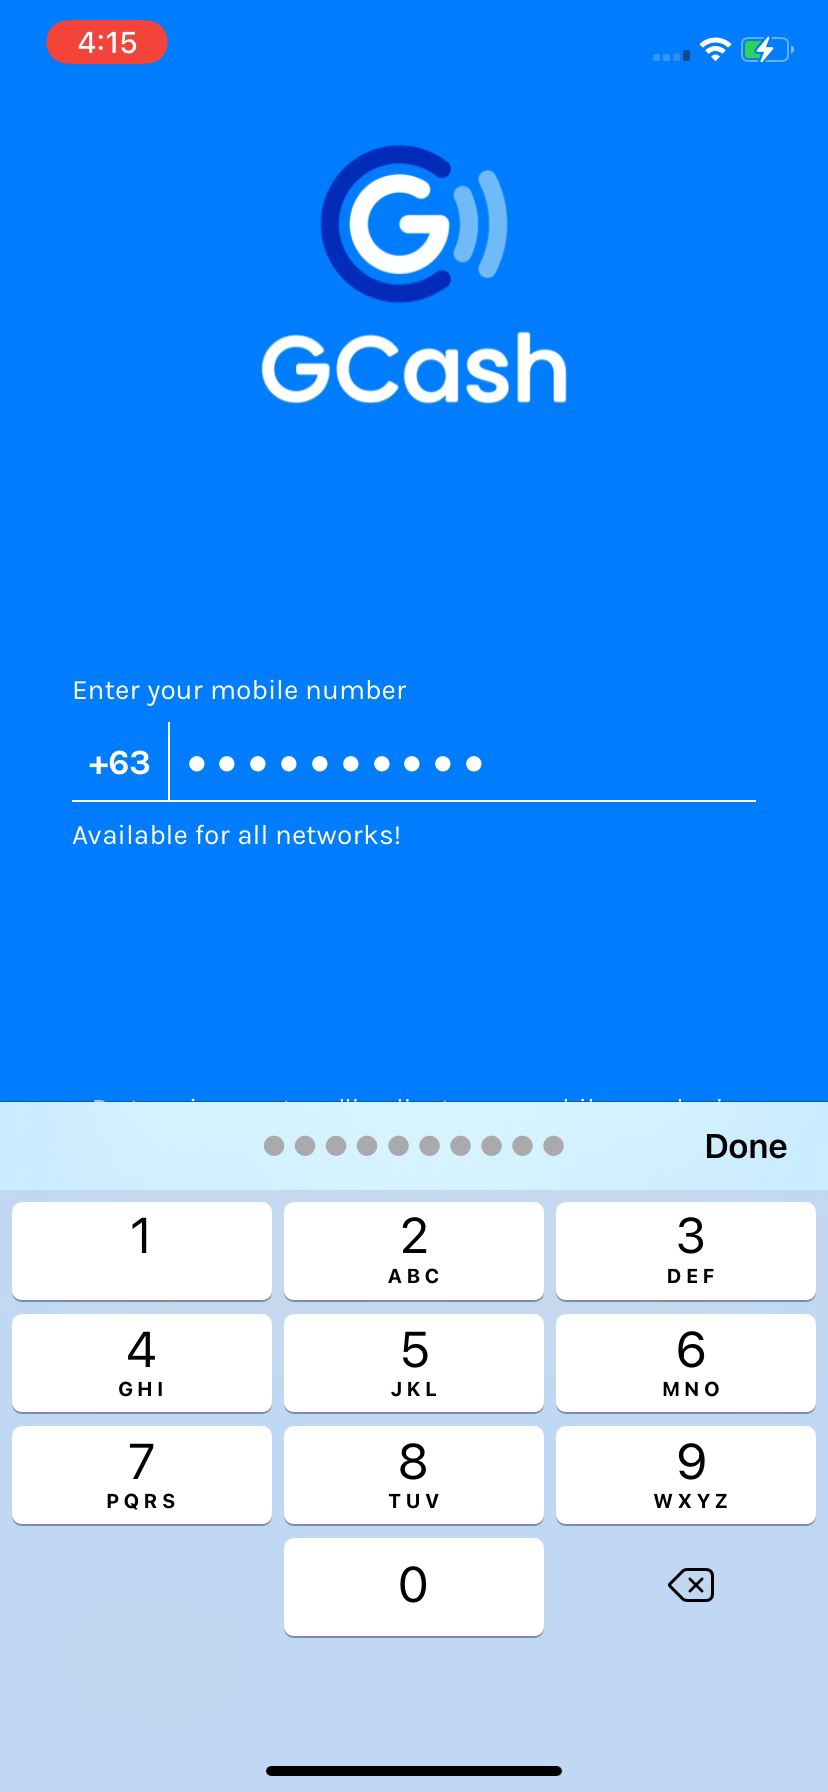 4:15
G
GCash
Enter your mobile number
+63 ●●●●●●●●●●
Available for all networks!
●●●●●●●●●● Done
1 2 3
ABC DEF
4 5 6
GHI JKL MNO
7 8 9
PQRS TUV WXYZ
0